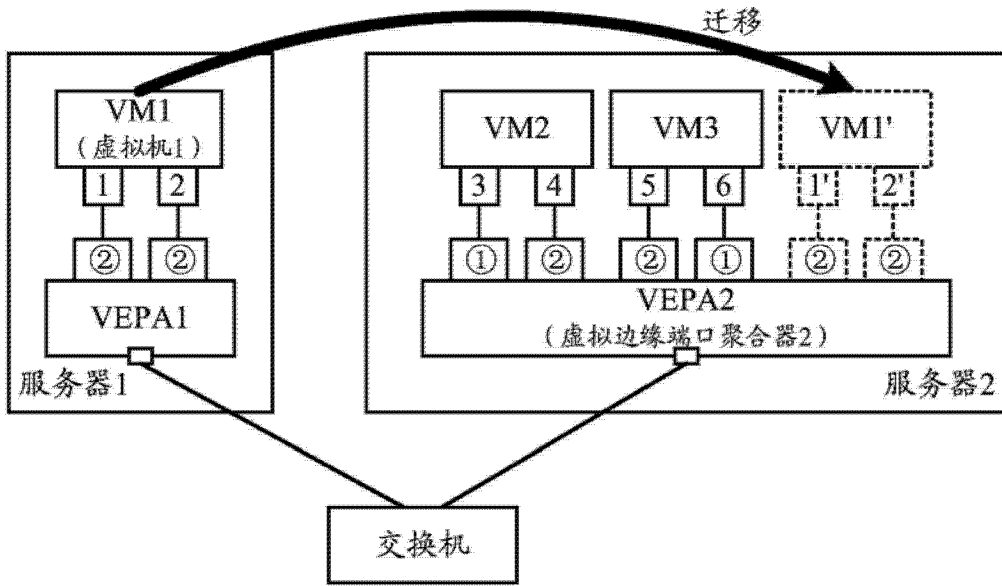 迁移
VM1
（虚拟机1）
VM2
VM3
VM1'
1
2
3
4
5
6
1'
2'
②
②
①
②
②
①
②
②
VEPA1
VEPA2
（虚拟边缘端口聚合器2）
服务器1
服务器2
交换机